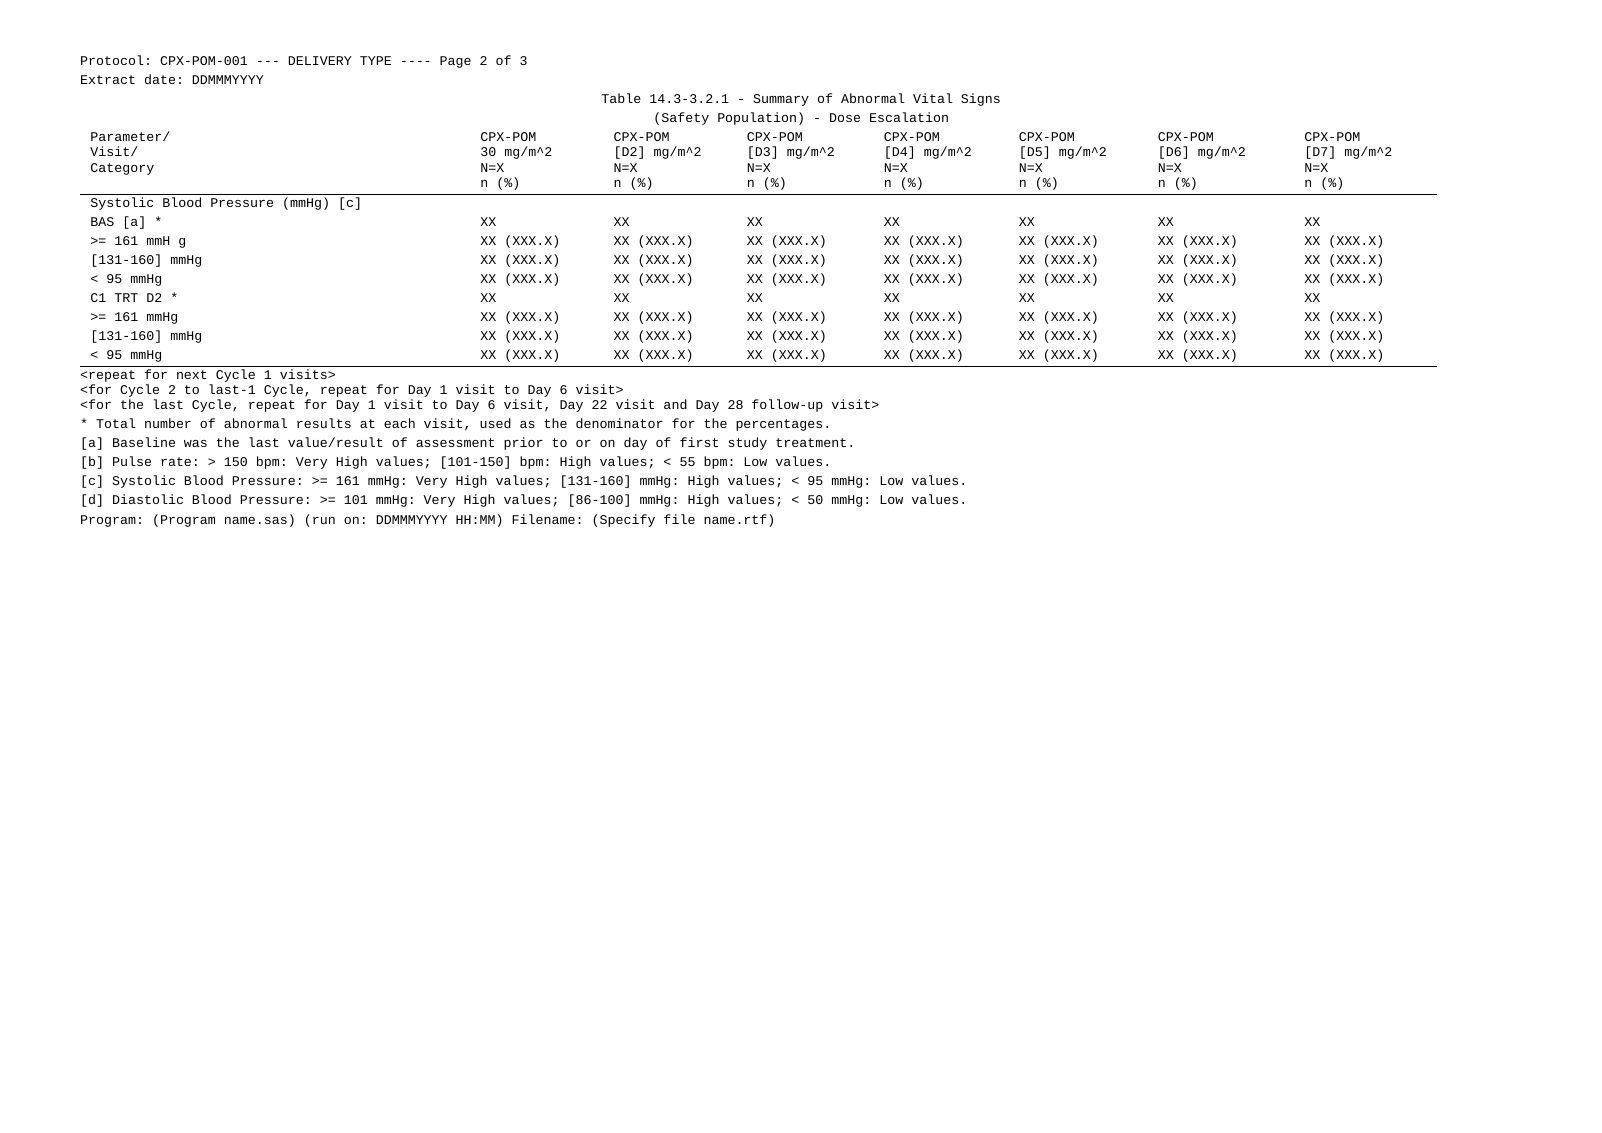 Protocol: CPX-POM-001 --- DELIVERY TYPE ---- Page 2 of 3
Extract date: DDMMMYYYY
Table 14.3-3.2.1 - Summary of Abnormal Vital Signs
(Safety Population) - Dose Escalation
Parameter/ CPX-POM CPX-POM CPX-POM CPX-POM CPX-POM CPX-POM CPX-POM
Visit/ 30 mg/m^2 [D2] mg/m^2 [D3] mg/m^2 [D4] mg/m^2 [D5] mg/m^2 [D6] mg/m^2 [D7] mg/m^2
Category N=X N=X N=X N=X N=X N=X N=X
n (%) n (%) n (%) n (%) n (%) n (%) n (%)
Systolic Blood Pressure (mmHg) [c]
BAS [a] * XX XX XX XX XX XX XX
>= 161 mmH g XX (XXX.X) XX (XXX.X) XX (XXX.X) XX (XXX.X) XX (XXX.X) XX (XXX.X) XX (XXX.X)
[131-160] mmHg XX (XXX.X) XX (XXX.X) XX (XXX.X) XX (XXX.X) XX (XXX.X) XX (XXX.X) XX (XXX.X)
< 95 mmHg XX (XXX.X) XX (XXX.X) XX (XXX.X) XX (XXX.X) XX (XXX.X) XX (XXX.X) XX (XXX.X)
C1 TRT D2 * XX XX XX XX XX XX XX
>= 161 mmHg XX (XXX.X) XX (XXX.X) XX (XXX.X) XX (XXX.X) XX (XXX.X) XX (XXX.X) XX (XXX.X)
[131-160] mmHg XX (XXX.X) XX (XXX.X) XX (XXX.X) XX (XXX.X) XX (XXX.X) XX (XXX.X) XX (XXX.X)
< 95 mmHg XX (XXX.X) XX (XXX.X) XX (XXX.X) XX (XXX.X) XX (XXX.X) XX (XXX.X) XX (XXX.X)
<repeat for next Cycle 1 visits>
<for Cycle 2 to last-1 Cycle, repeat for Day 1 visit to Day 6 visit>
<for the last Cycle, repeat for Day 1 visit to Day 6 visit, Day 22 visit and Day 28 follow-up visit>
* Total number of abnormal results at each visit, used as the denominator for the percentages.
[a] Baseline was the last value/result of assessment prior to or on day of first study treatment.
[b] Pulse rate: > 150 bpm: Very High values; [101-150] bpm: High values; < 55 bpm: Low values.
[c] Systolic Blood Pressure: >= 161 mmHg: Very High values; [131-160] mmHg: High values; < 95 mmHg: Low values.
[d] Diastolic Blood Pressure: >= 101 mmHg: Very High values; [86-100] mmHg: High values; < 50 mmHg: Low values.
Program: (Program name.sas) (run on: DDMMMYYYY HH:MM) Filename: (Specify file name.rtf)